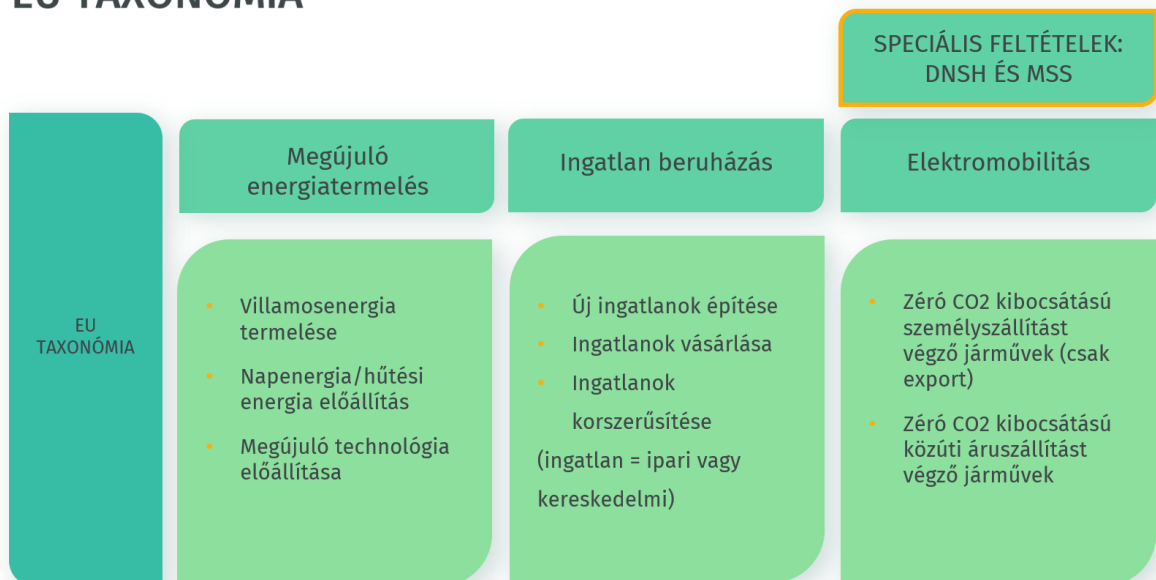 EU TAXONÓMIA
SPECIÁLIS FELTÉTELEK:
DNSH ÉS MSS
EU
TAXONÓMIA
Megújuló
energiatermelés
• Villamosenergia
termelése
• Napenergia/hűtési
energia előállítás
• Megújuló technológia
előállítása
Ingatlan beruházás
• Új ingatlanok építése
• Ingatlanok vásárlása
• Ingatlanok
korszerűsítése
(ingatlan = ipari vagy
kereskedelmi)
Elektromobilitás
• Zéró CO2 kibocsátású
személyszállítást
végző járművek (csak
export)
• Zéró CO2 kibocsátású
közúti áruszállítást
végző járművek